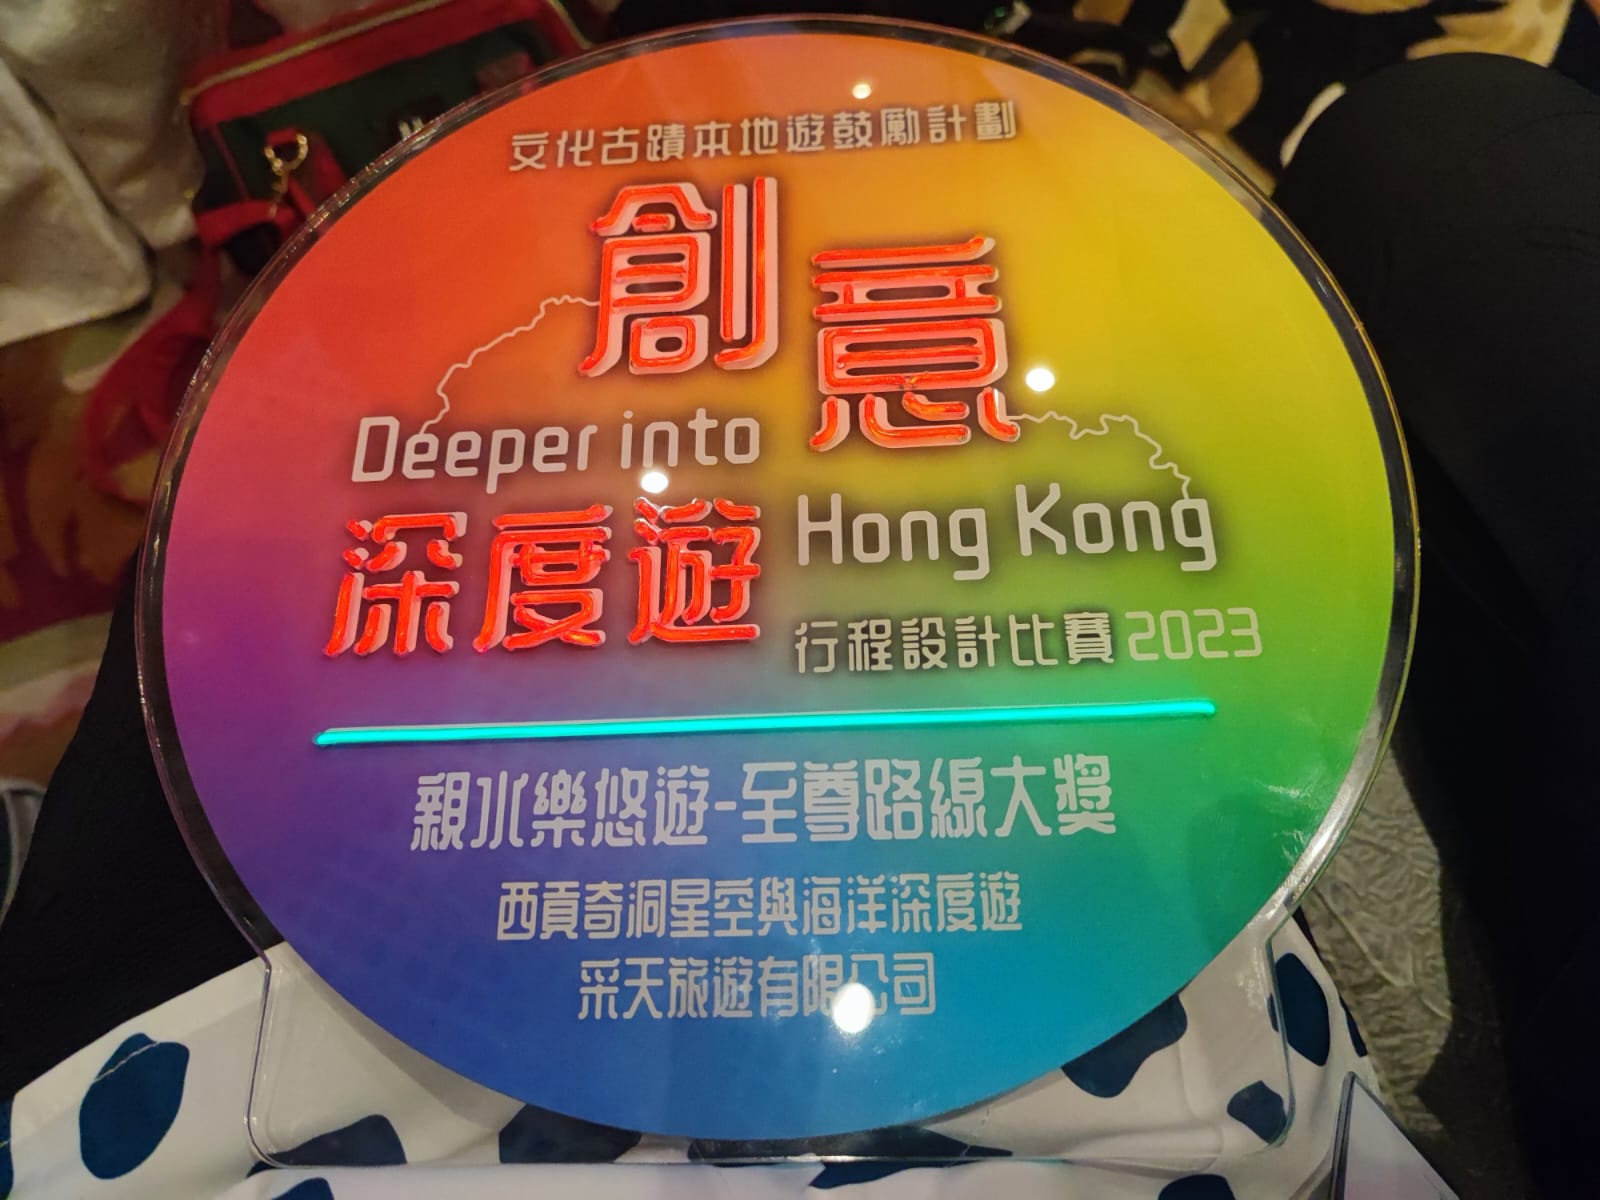 文化古蹟本地遊鼓勵計劃
創意
Deeper into
深度遊
Hong Kong
行程設計比賽 2023
親水樂悠遊-至尊路線大獎
西貢奇洞星空與海洋深度遊
采天旅遊有限公司